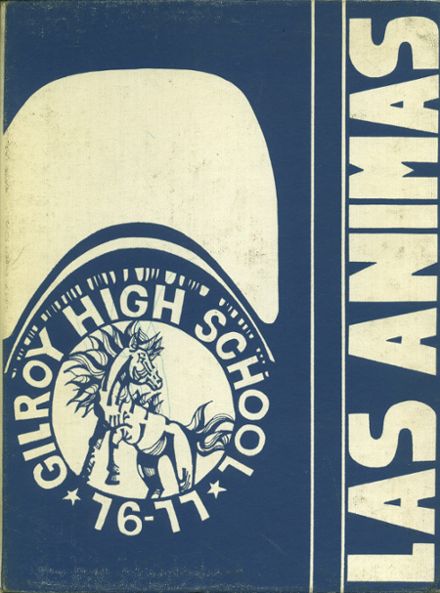 GILROY HIGH SCHOOL
★ 76-77 ★
LAS ANIMAS